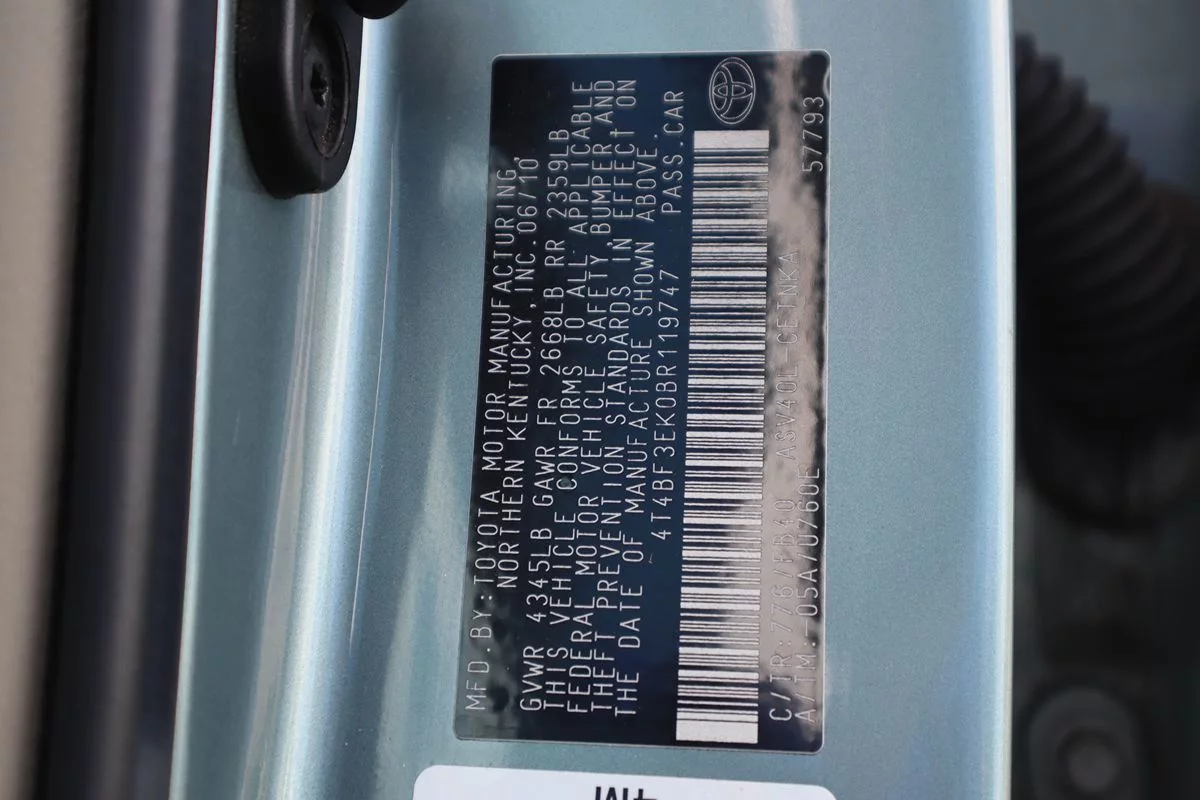 MFD.BY:TOYOTA MOTOR MANUFACTURING,
NORTHERN KENTUCKY,INC.06/10
GVWR 4345LB GAWR FR 2668LB RR 2359LB
THIS VEHICLE CONFORMS TO ALL APPLICABLE
FEDERAL MOTOR VEHICLE SAFETY,BUMPER AND
THEFT PREVENTION STANDARDS IN EFFECT ON
THE DATE OF MANUFACTURE SHOWN ABOVE.
4T4BF3EK0BR119747 PASS.CAR
C/TR:776/FB40 ASV40L-CETNKA
A/TM:-05A/U760E 57793